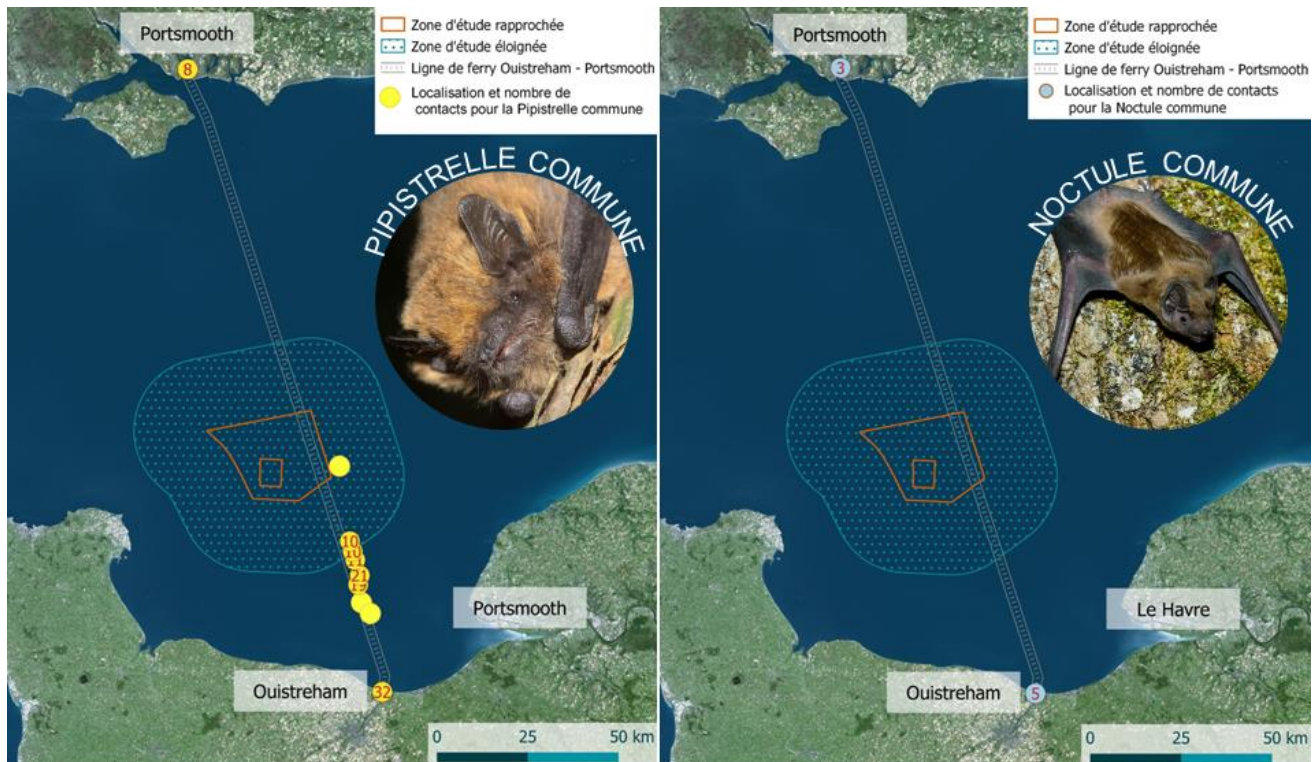 Portsmooth
Zone d'étude rapprochée
Zone d'étude éloignée
Ligne de ferry Ouistreham - Portsmooth
Localisation et nombre de
contacts pour la Pipistrelle commune
8
PIPISTRELLE COMMUNE
10
10
21
Portsmooth
Ouistreham
32
0 25 50 km
Portsmooth
Zone d'étude rapprochée
Zone d'étude éloignée
Ligne de ferry Ouistreham - Portsmooth
Localisation et nombre de contacts
pour la Noctule commune
3
NOCTULE COMMUNE
Le Havre
Ouistreham
5
0 25 50 km